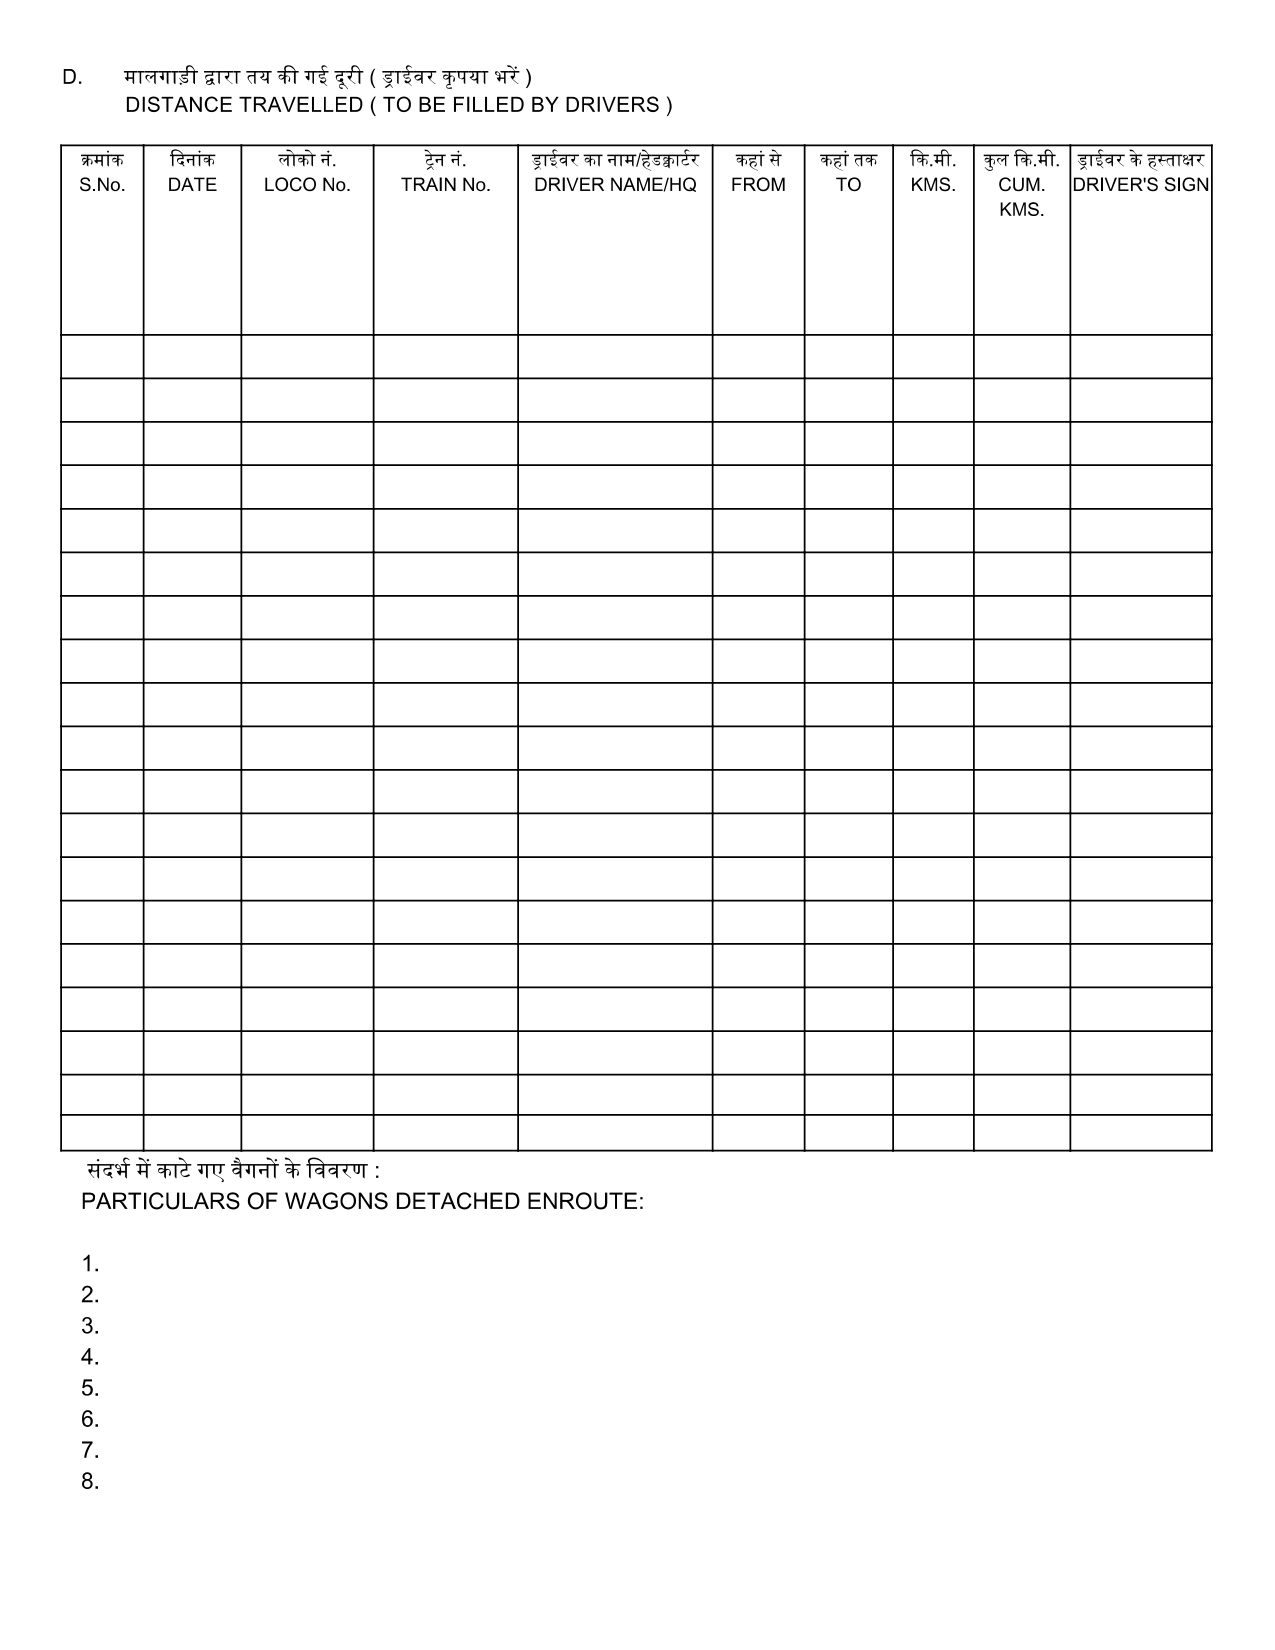 D. मालगाड़ी द्वारा तय की गई दूरी ( ड्राईवर कृपया भरें )
DISTANCE TRAVELLED ( TO BE FILLED BY DRIVERS )
क्रमांक दिनांक लोको नं. ट्रेन नं. ड्राईवर का नाम/हेडक्वार्टर कहां से कहां तक कि.मी. कुल कि.मी. ड्राईवर के हस्ताक्षर
S.No. DATE LOCO No. TRAIN No. DRIVER NAME/HQ FROM TO KMS. CUM. DRIVER'S SIGN
KMS.
संदर्भ में काटे गए वैगनों के विवरण :
PARTICULARS OF WAGONS DETACHED ENROUTE:
1.
2.
3.
4.
5.
6.
7.
8.